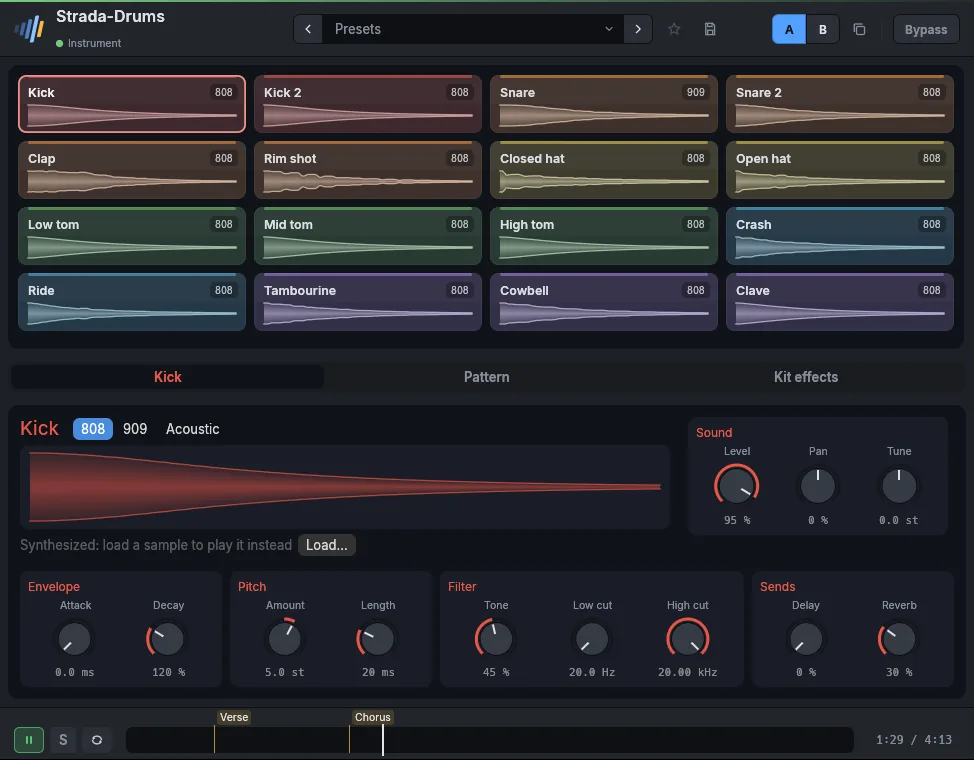 Strada-Drums
Instrument
Presets
A B
Bypass
Kick 808
Kick 2 808
Snare 909
Snare 2 808
Clap 808
Rim shot 808
Closed hat 808
Open hat 808
Low tom 808
Mid tom 808
High tom 808
Crash 808
Ride 808
Tambourine 808
Cowbell 808
Clave 808
Kick Pattern Kit effects
Kick 808 909 Acoustic
Synthesized: load a sample to play it instead Load...
Sound
Level Pan Tune
95 % 0 % 0.0 st
Envelope
Attack Decay
0.0 ms 120 %
Pitch
Amount Length
5.0 st 20 ms
Filter
Tone Low cut High cut
45 % 20.0 Hz 20.00 kHz
Sends
Delay Reverb
0 % 30 %
Verse Chorus
S
1:29 / 4:13